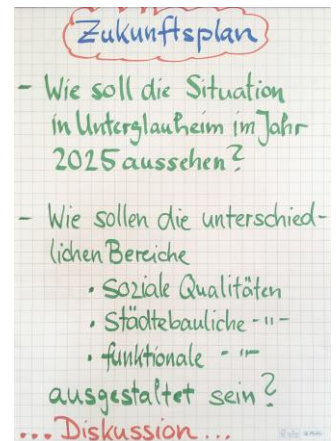 Zukunftsplan
- Wie soll die Situation
in Unterglauheim im Jahr
2025 aussehen?
- Wie sollen die unterschied-
lichen Bereiche
• Soziale Qualitäten
• Städtebauliche -"-
• funktionale -"-
ausgestaltet sein?
... Diskussion ...